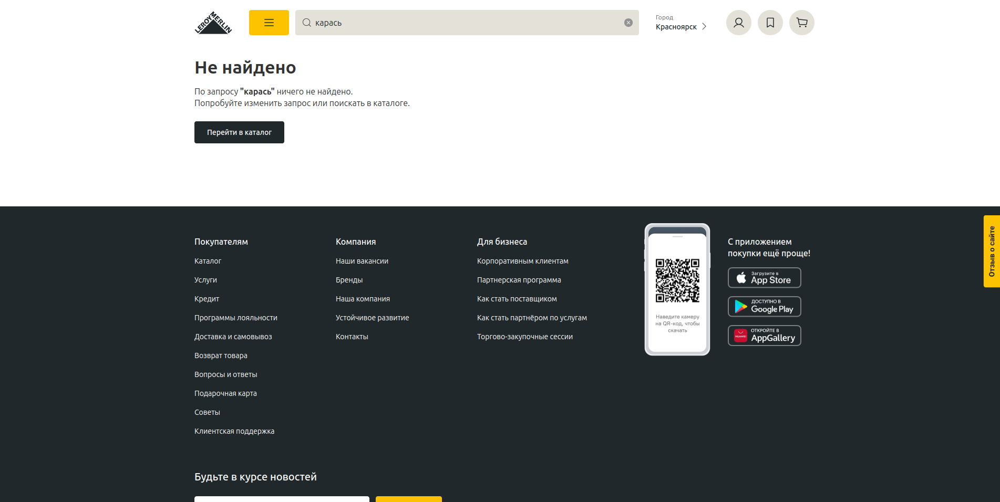 LEROY MERLIN
карась
Город
Красноярск
Не найдено
По запросу "карась" ничего не найдено.
Попробуйте изменить запрос или поискать в каталоге.
Перейти в каталог
Покупателям
Каталог
Услуги
Кредит
Программы лояльности
Доставка и самовывоз
Возврат товара
Вопросы и ответы
Подарочная карта
Советы
Клиентская поддержка
Компания
Наши вакансии
Бренды
Наша компания
Устойчивое развитие
Контакты
Для бизнеса
Корпоративным клиентам
Партнерская программа
Как стать поставщиком
Как стать партнёром по услугам
Торгово-закупочные сессии
Наведите камеру
на QR-код, чтобы
скачать
С приложением
покупки ещё проще!
Загрузите в
App Store
ДОСТУПНО В
Google Play
HUAWEI
ОТКРОЙТЕ В
AppGallery
Отзыв о сайте
Будьте в курсе новостей